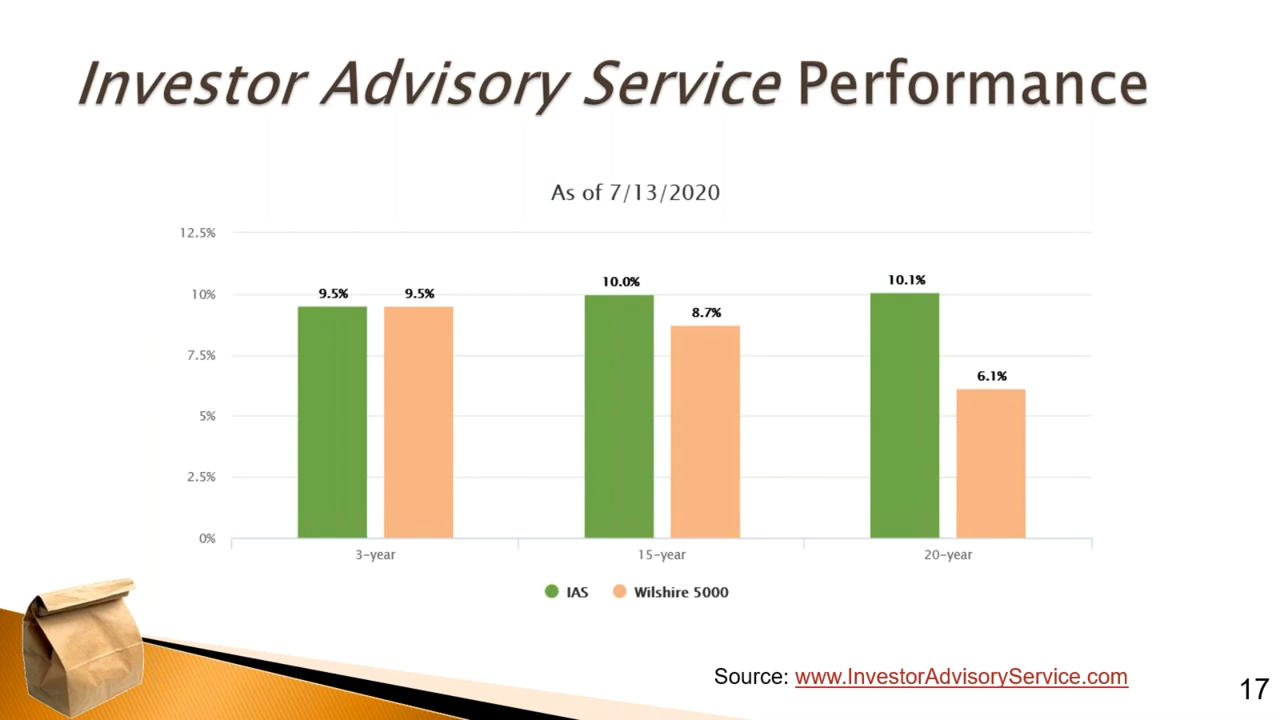 Investor Advisory Service Performance
As of 7/13/2020
12.5%
10%
7.5%
5%
2.5%
0%
9.5%
9.5%
10.0%
8.7%
10.1%
6.1%
3-year
15-year
20-year
IAS
Wilshire 5000
Source: www.InvestorAdvisoryService.com
17